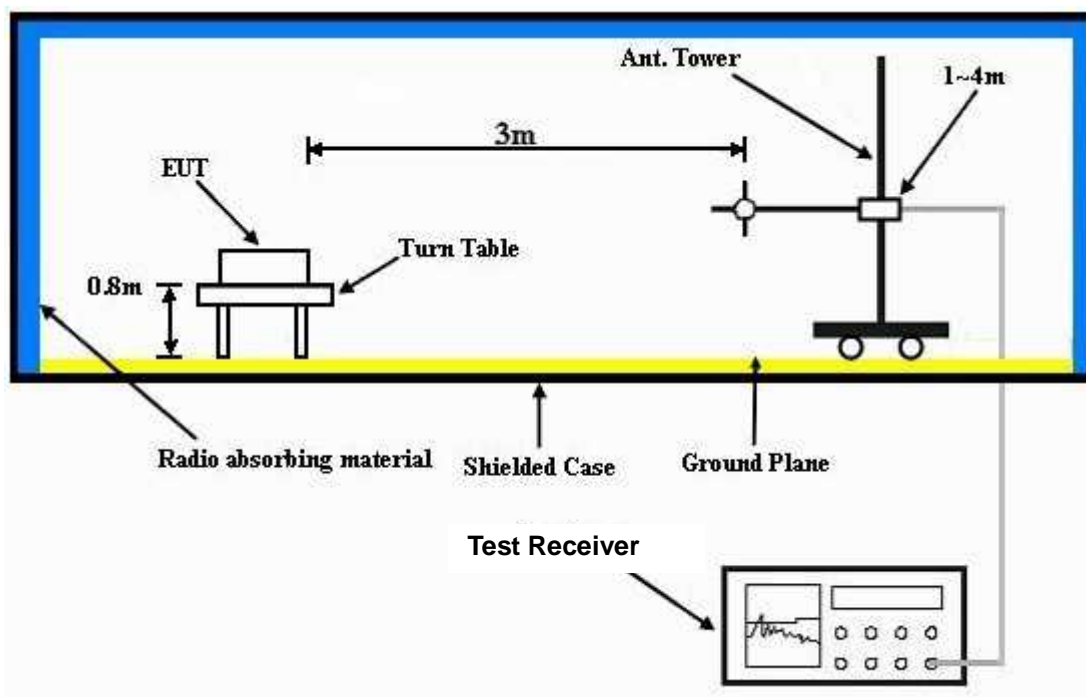 Ant. Tower
1~4m
3m
EUT
Turn Table
0.8m
Radio absorbing material
Shielded Case
Ground Plane
Test Receiver